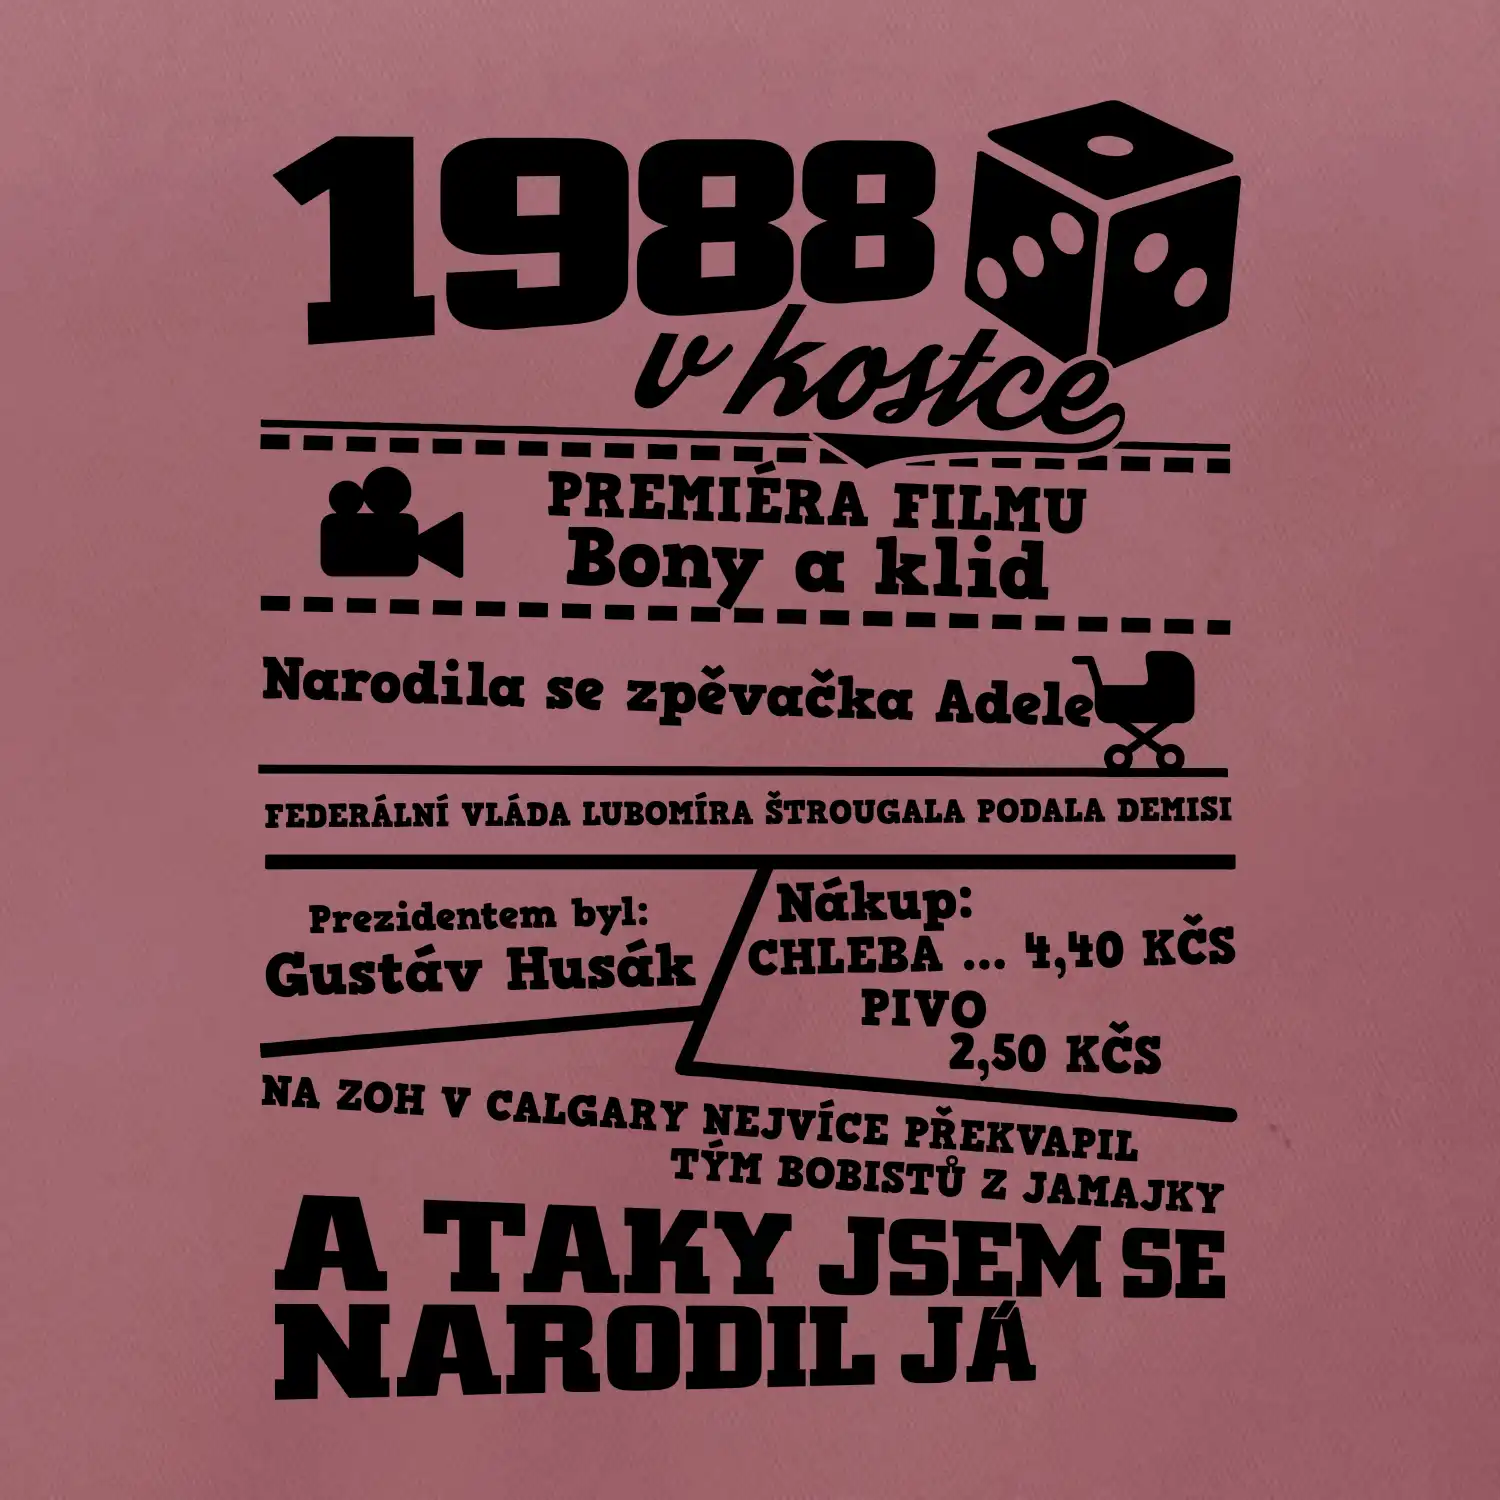 1988
v kostce
PREMIÉRA FILMU
Bony a klid
Narodila se zpěvačka Adele
FEDERÁLNÍ VLÁDA LUBOMÍRA ŠTROUGALA PODALA DEMISI
Prezidentem byl:
Gustáv Husák
Nákup:
CHLEBA ... 4,40 KČS
PIVO
2,50 KČS
NA ZOH V CALGARY NEJVÍCE PŘEKVAPIL
TÝM BOBISTŮ Z JAMAJKY
A TAKY JSEM SE
NARODIL JÁ